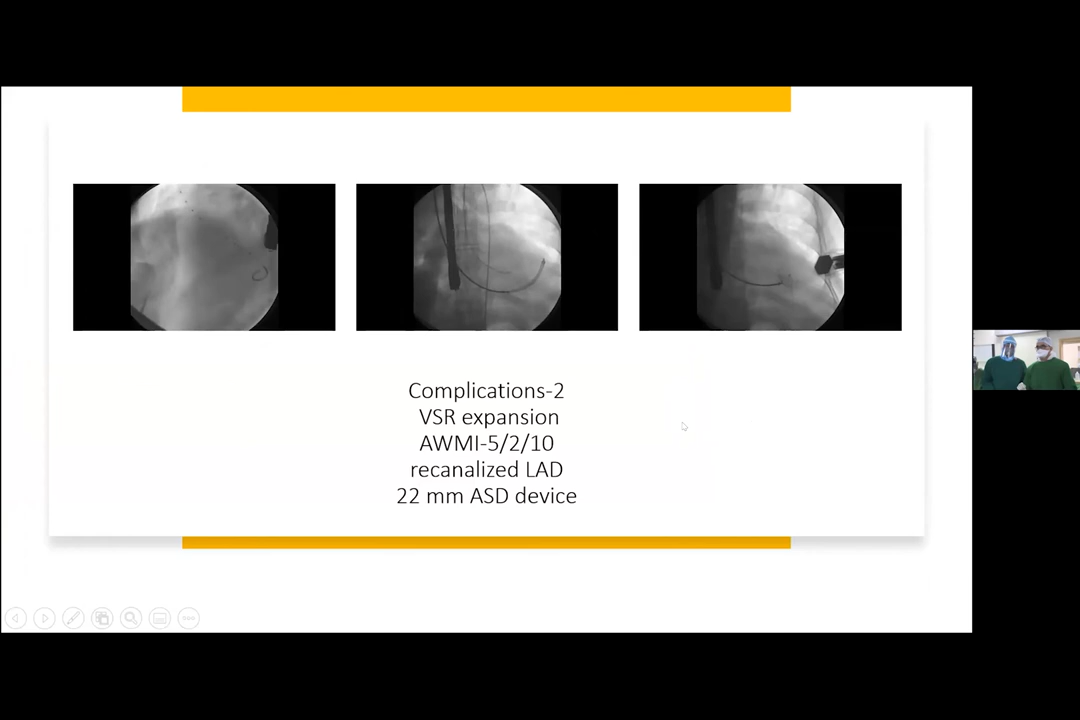 Complications-2
VSR expansion
AWMI-5/2/10
recanalized LAD
22 mm ASD device